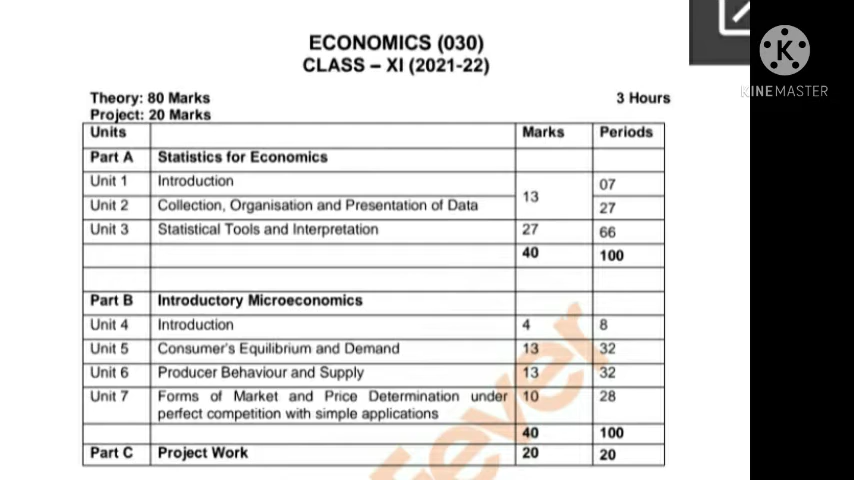 ECONOMICS (030)
CLASS – XI (2021-22)
Theory: 80 Marks 3 Hours
Project: 20 Marks
Units Marks Periods
Part A Statistics for Economics
Unit 1 Introduction 13 07
Unit 2 Collection, Organisation and Presentation of Data 27
Unit 3 Statistical Tools and Interpretation 27 66
40 100
Part B Introductory Microeconomics
Unit 4 Introduction 4 8
Unit 5 Consumer's Equilibrium and Demand 13 32
Unit 6 Producer Behaviour and Supply 13 32
Unit 7 Forms of Market and Price Determination under 10 28
perfect competition with simple applications
40 100
Part C Project Work 20 20
Fever
K
KINEMASTER